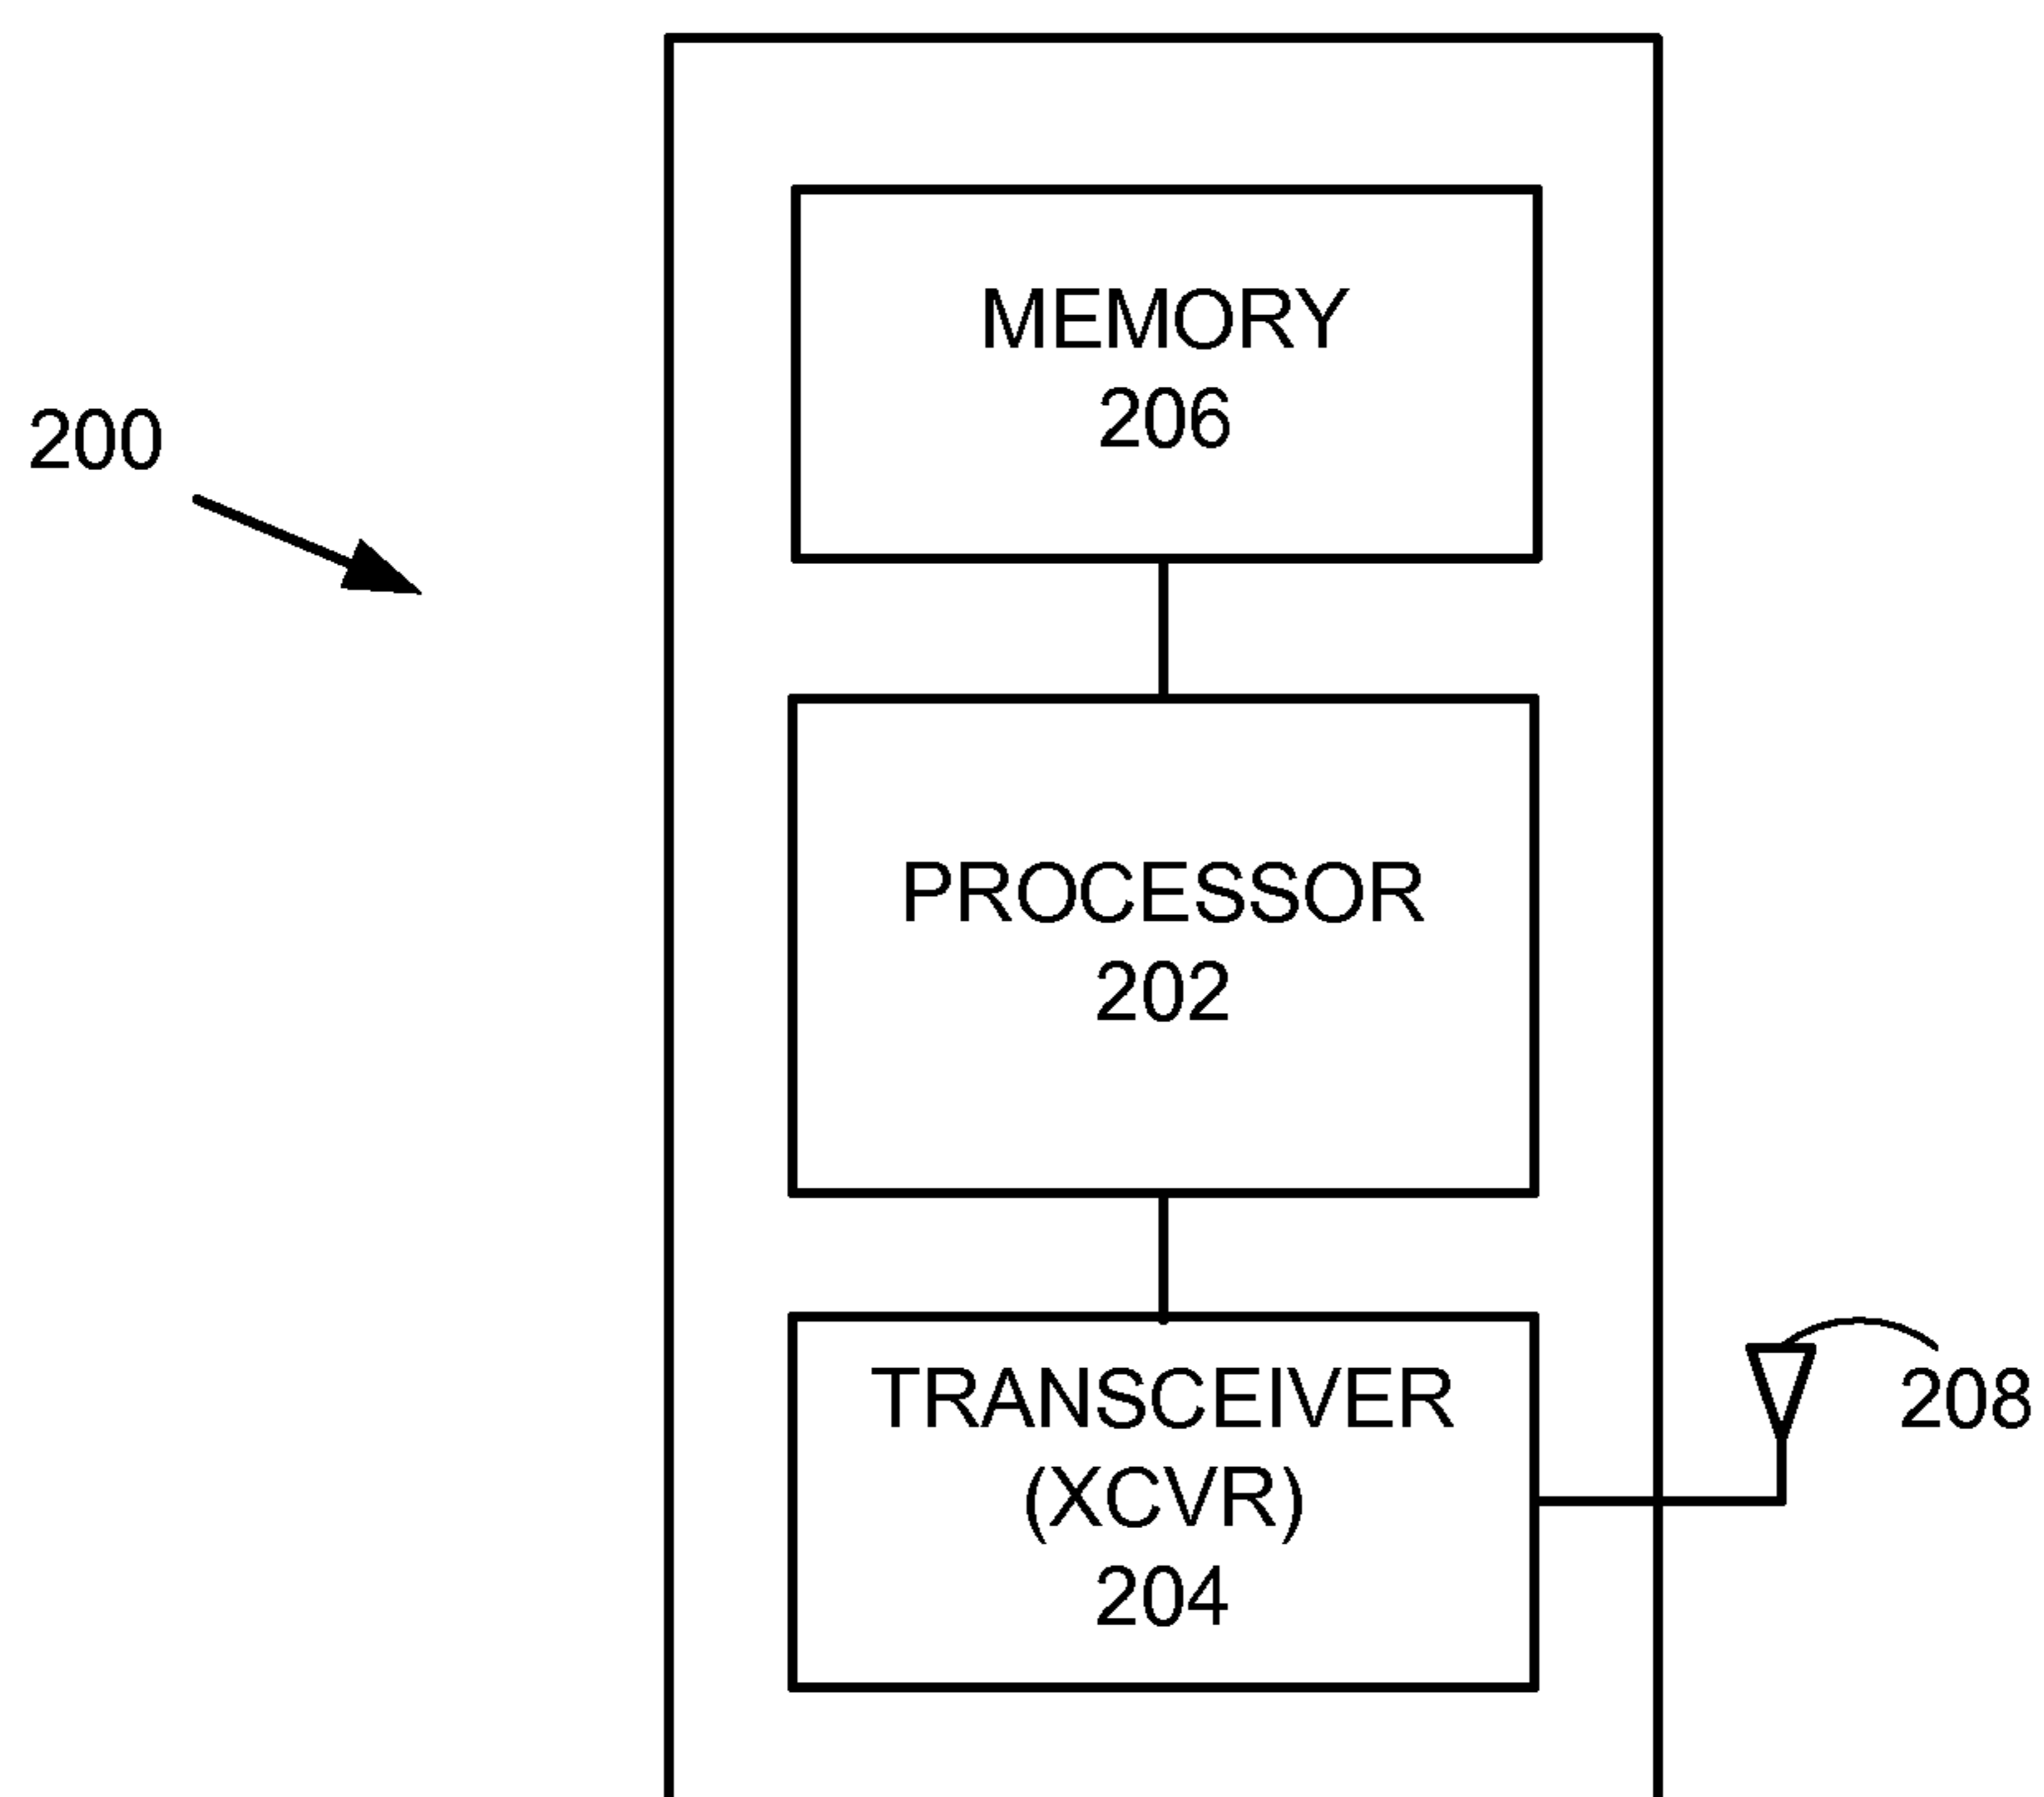 MEMORY
206
200
PROCESSOR
202
TRANSCEIVER
(XCVR)
204
208